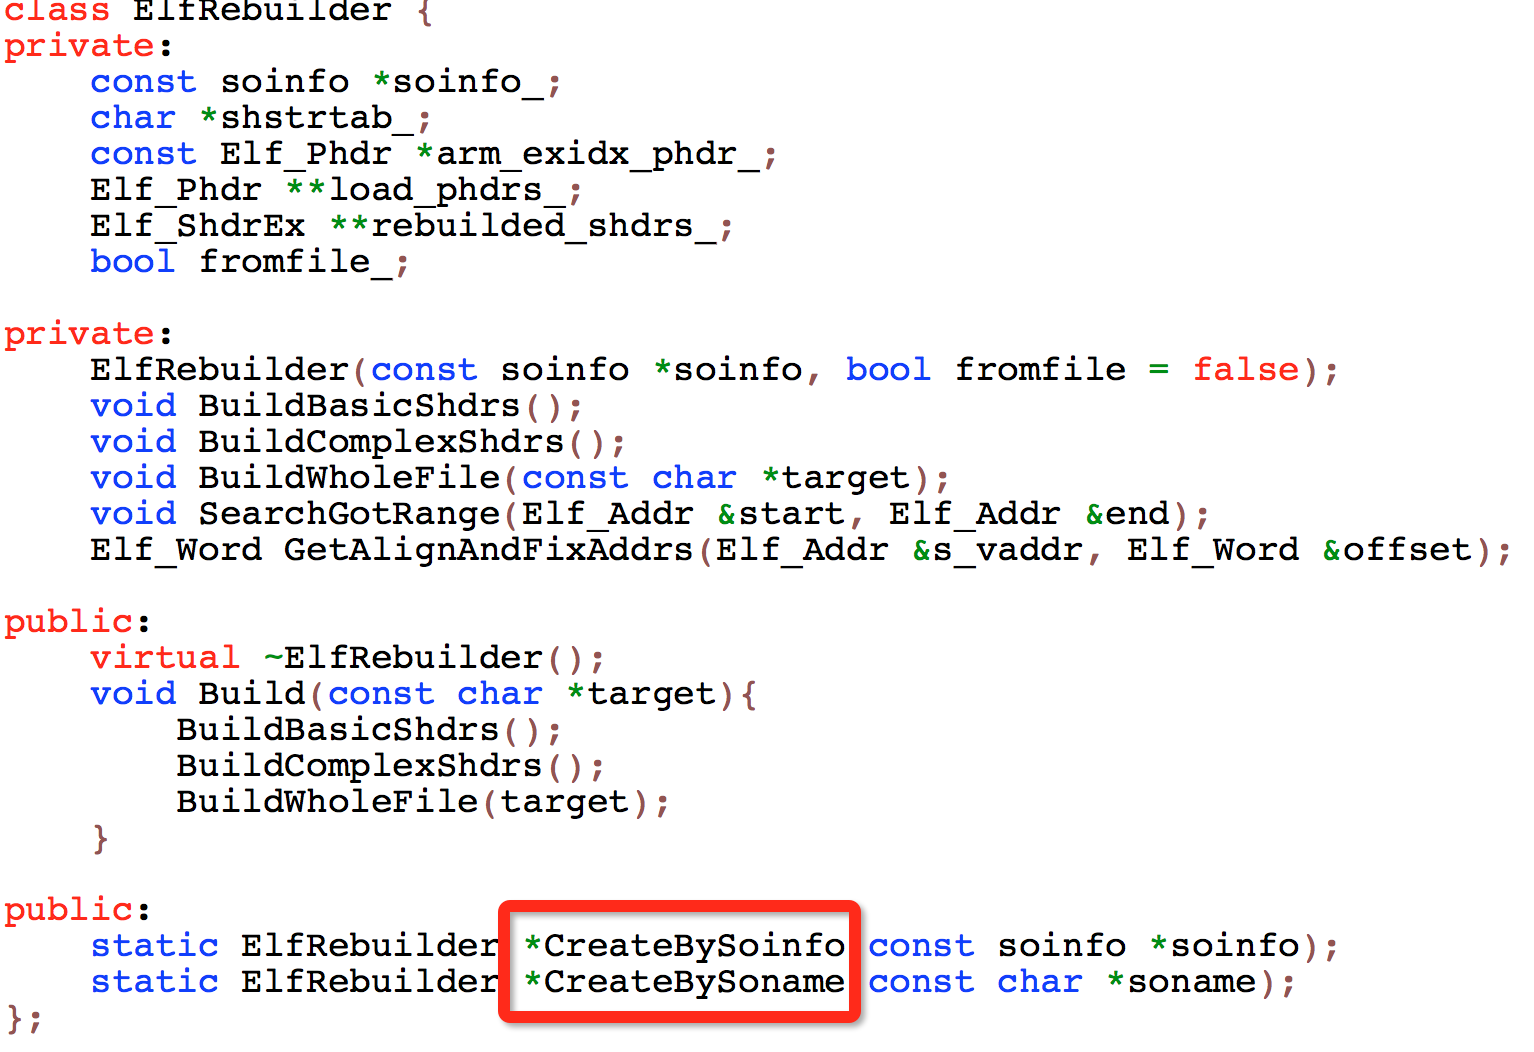 class ElfRebuilder {
private:
    const soinfo *soinfo_;
    char *shstrtab_;
    const Elf_Phdr *arm_exidx_phdr_;
    Elf_Phdr **load_phdrs_;
    Elf_ShdrEx **rebuilded_shdrs_;
    bool fromfile_;

private:
    ElfRebuilder(const soinfo *soinfo, bool fromfile = false);
    void BuildBasicShdrs();
    void BuildComplexShdrs();
    void BuildWholeFile(const char *target);
    void SearchGotRange(Elf_Addr &start, Elf_Addr &end);
    Elf_Word GetAlignAndFixAddrs(Elf_Addr &s_vaddr, Elf_Word &offset);

public:
    virtual ~ElfRebuilder();
    void Build(const char *target){
        BuildBasicShdrs();
        BuildComplexShdrs();
        BuildWholeFile(target);
    }

public:
    static ElfRebuilder *CreateBySoinfo const soinfo *soinfo);
    static ElfRebuilder *CreateBySoname const char *soname);
};